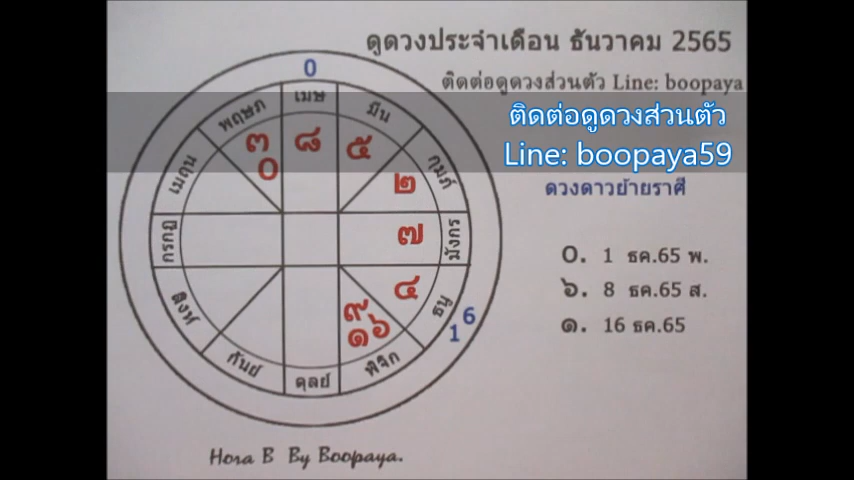 ดูดวงประจำเดือน ธันวาคม 2565
ติดต่อดูดวงส่วนตัว Line: boopaya
ติดต่อดูดวงส่วนตัว
Line: boopaya59
ดวงดาวย้ายราศี
๐. 1 ธค.65 พ.
๖. 8 ธค.65 ส.
๑. 16 ธค.65
0
เมษ
พฤษภ
มีน
เมถุน
กุมภ์
กรกฎ
มังกร
สิงห์
ธนู
กันย์
ตุลย์
พิจิก
๓
๐
๘
๕
๒
๗
๔
๙
๑๖
6
1
Hora B By Boopaya.